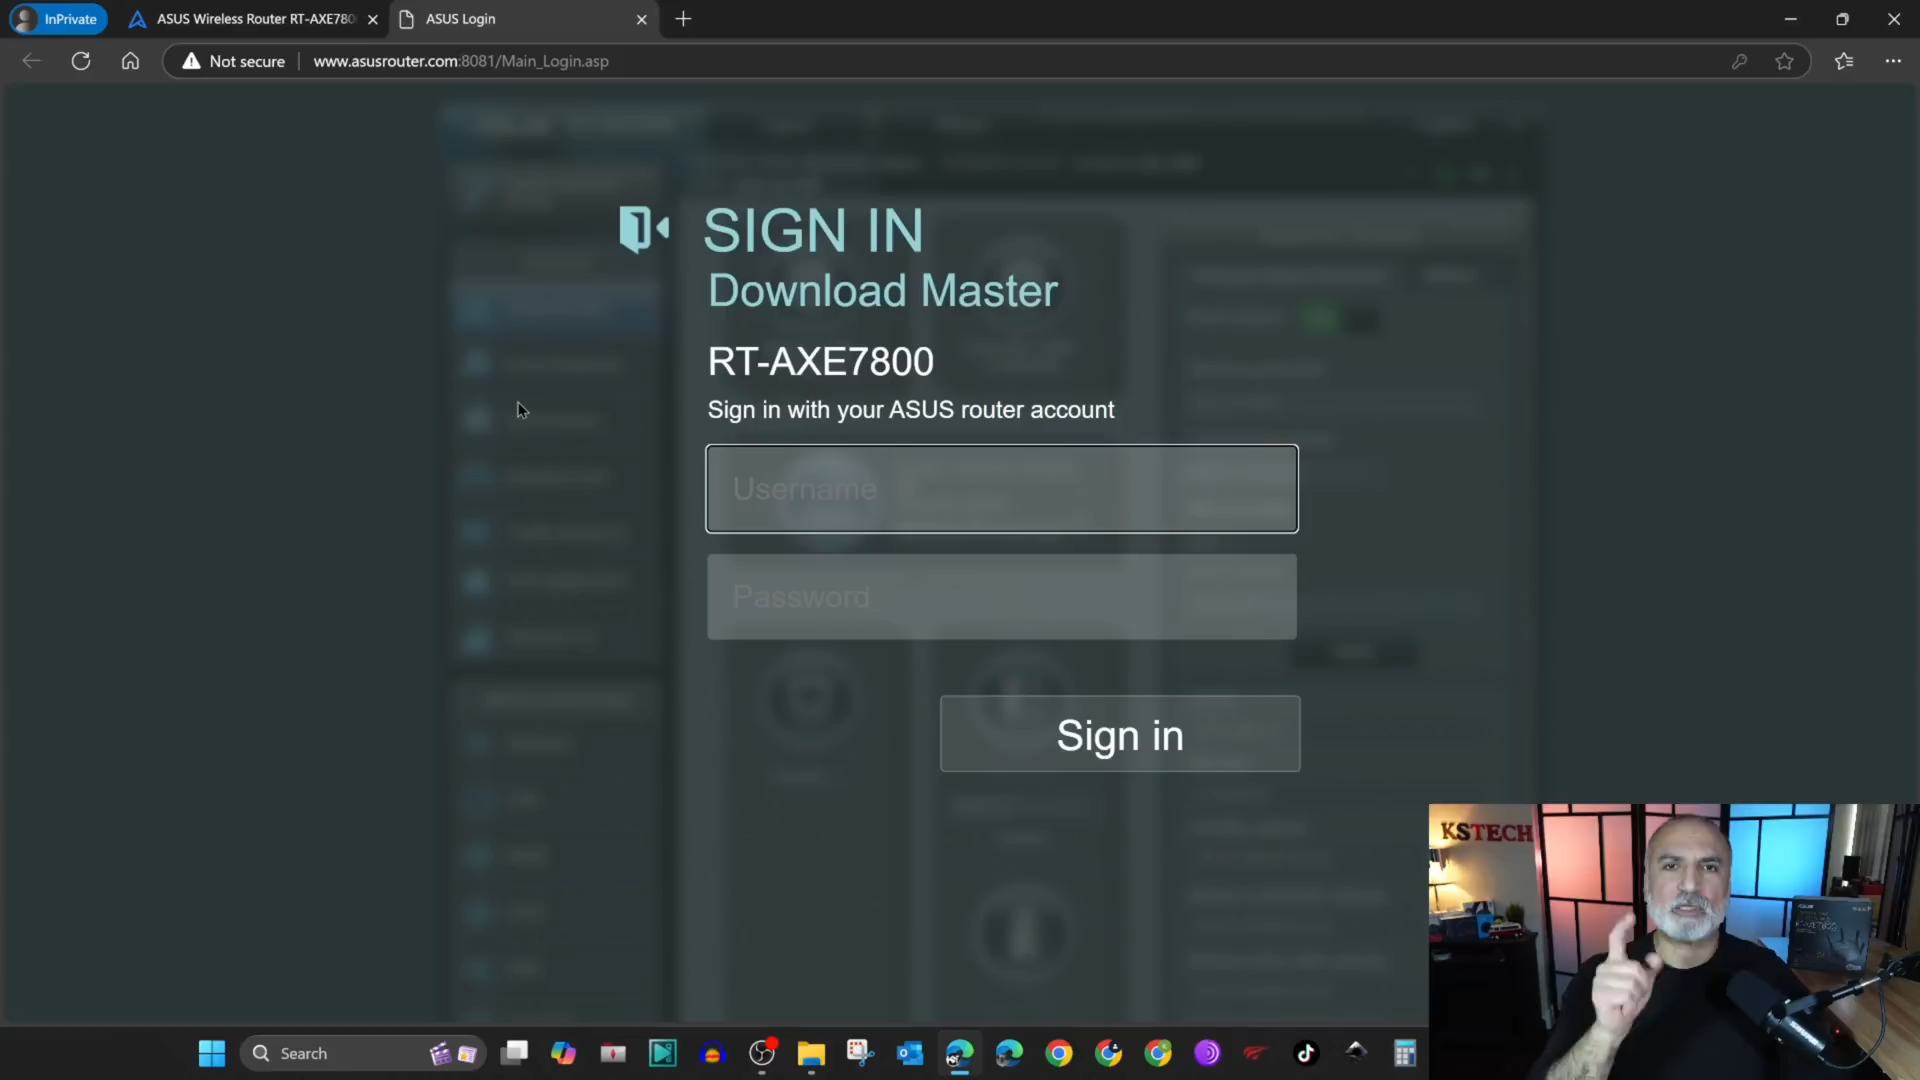 InPrivate
ASUS Wireless Router RT-AXE780
ASUS Login
Not secure
www.asusrouter.com:8081/Main_Login.asp
SIGN IN
Download Master
RT-AXE7800
Sign in with your ASUS router account
Username
Password
Sign in
KSTECH
Search